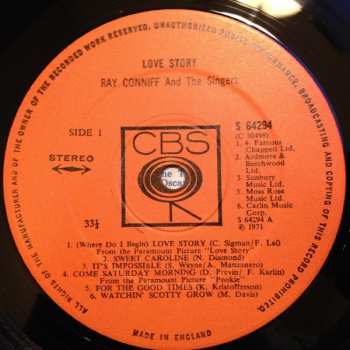 ALL RIGHTS OF THE MANUFACTURER AND OF THE OWNER OF THE RECORDED WORK RESERVED. UNAUTHORISED PUBLIC PERFORMANCE, BROADCASTING AND COPYING OF THIS RECORD PROHIBITED.
LOVE STORY
RAY CONNIFF And The Singers
SIDE 1
STEREO
33⅓
CBS
S 64294
(C 30498)
1. 4. Famous
Chappell Ltd.
2. Ardmore &
Beechwood Ltd.
3. Sunbury
Music Ltd.
5. Moss Rose
Music Ltd.
6. Carlin Music
Corp.
S 64294 A
℗ 1971
1. (Where Do I Begin) LOVE STORY (C. Sigman/F. Lai)
From the Paramount Picture "Love Story"
2. SWEET CAROLINE (N. Diamond)
3. IT'S IMPOSSIBLE (S. Wayne/A. Manzanero)
4. COME SATURDAY MORNING (D. Previn/F. Karlin)
From the Paramount Picture "Pookie"
5. FOR THE GOOD TIMES (K. Kristofferson)
6. WATCHIN' SCOTTY GROW (M. Davis)
MADE IN ENGLAND